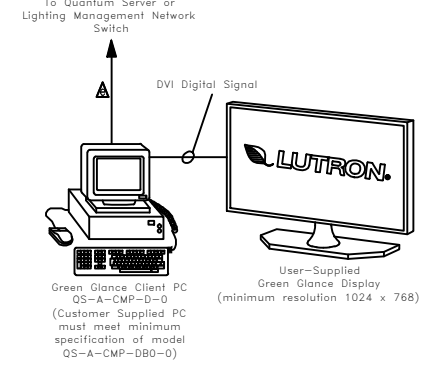 To Quantum Server or
Lighting Management Network
Switch
DVI Digital Signal
LUTRON.
Green Glance Client PC
QS-A-CMP-D-0
(Customer Supplied PC
must meet minimum
specification of model
QS-A-CMP-DB0-0)
User-Supplied
Green Glance Display
(minimum resolution 1024 x 768)